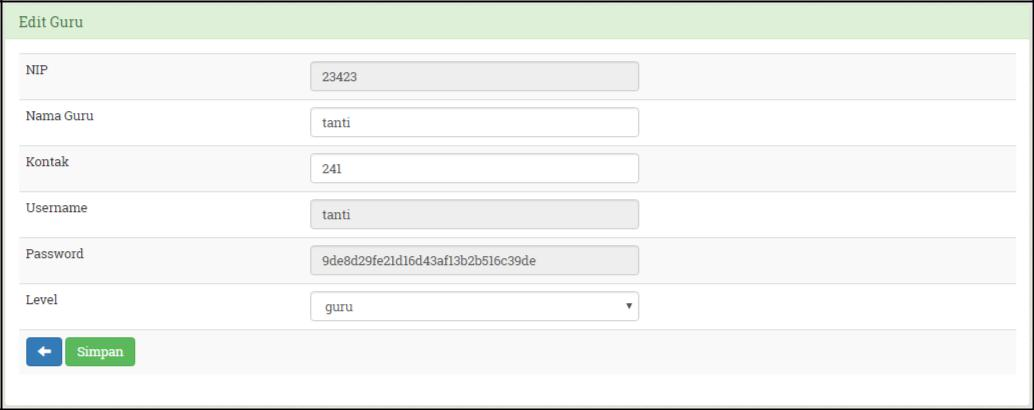 Edit Guru
NIP 23423
Nama Guru tanti
Kontak 241
Username tanti
Password 9de8d29fe21d16d43af13b2b516c39de
Level guru
Simpan